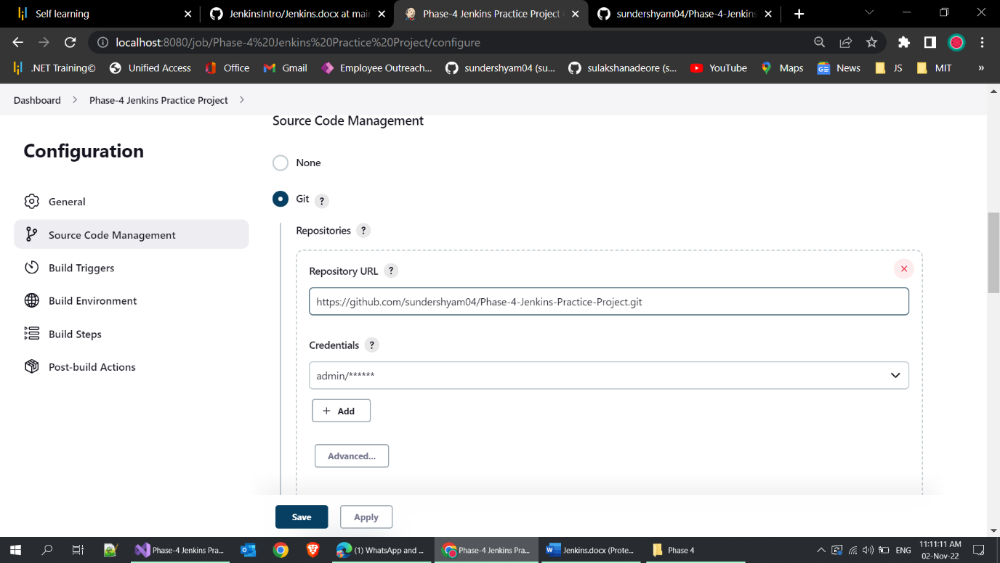 Self learning
JenkinsIntro/Jenkins.docx at mai
Phase-4 Jenkins Practice Project
sundershyam04/Phase-4-Jenkins
localhost:8080/job/Phase-4%20Jenkins%20Practice%20Project/configure
.NET Training©
Unified Access
Office
Gmail
Employee Outreach...
sundershyam04 (su...
sulakshanadeore (s...
YouTube
Maps
GE
News
JS
MIT
»
Dashboard
Phase-4 Jenkins Practice Project
Configuration
General
Source Code Management
Build Triggers
Build Environment
Build Steps
Post-build Actions
Source Code Management
None
Git ?
Repositories ?
Repository URL ?
https://github.com/sundershyam04/Phase-4-Jenkins-Practice-Project.git
Credentials ?
admin/******
+ Add
Advanced...
Save
Apply
Phase-4 Jenkins Pra...
(1) WhatsApp and ...
Phase-4 Jenkins Pra...
Jenkins.docx (Prote...
Phase 4
ENG
11:11:11 AM
02-Nov-22